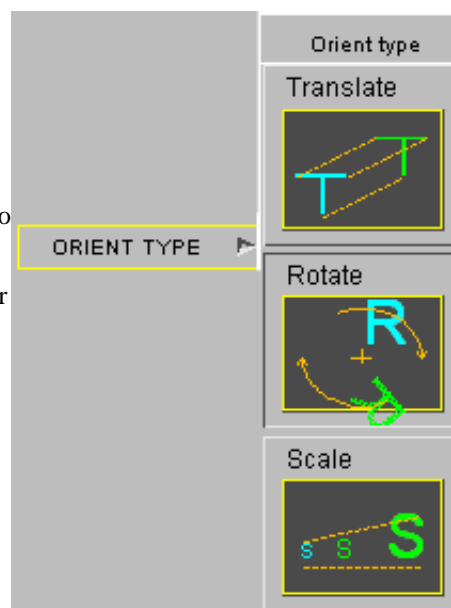 Orient type
Translate
T T
o
ORIENT TYPE
r
Rotate
R
R
Scale
s s S